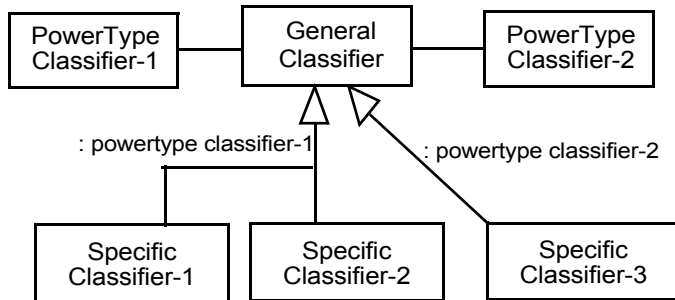 PowerType
Classifier-1
General
Classifier
PowerType
Classifier-2
: powertype classifier-1
: powertype classifier-2
Specific
Classifier-1
Specific
Classifier-2
Specific
Classifier-3